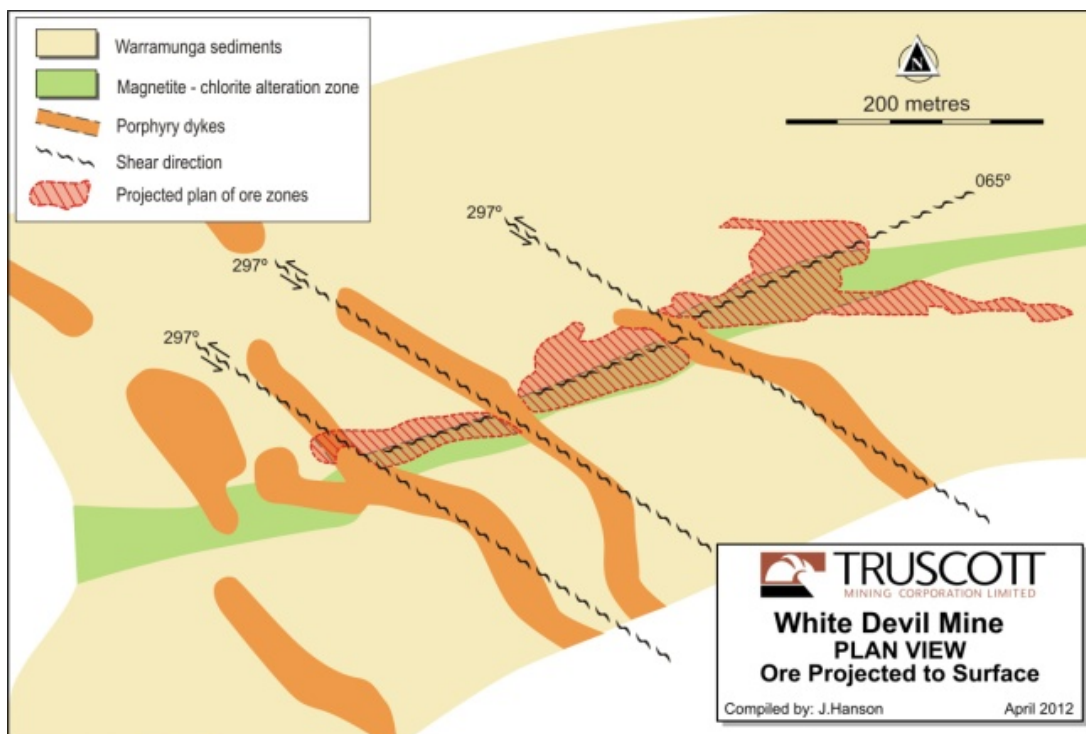 Warramunga sediments
Magnetite - chlorite alteration zone
Porphyry dykes
Shear direction
Projected plan of ore zones
N
200 metres
065º
297º
297º
297º
TRUSCOTT
MINING CORPORATION LIMITED
White Devil Mine
PLAN VIEW
Ore Projected to Surface
Compiled by: J.Hanson April 2012